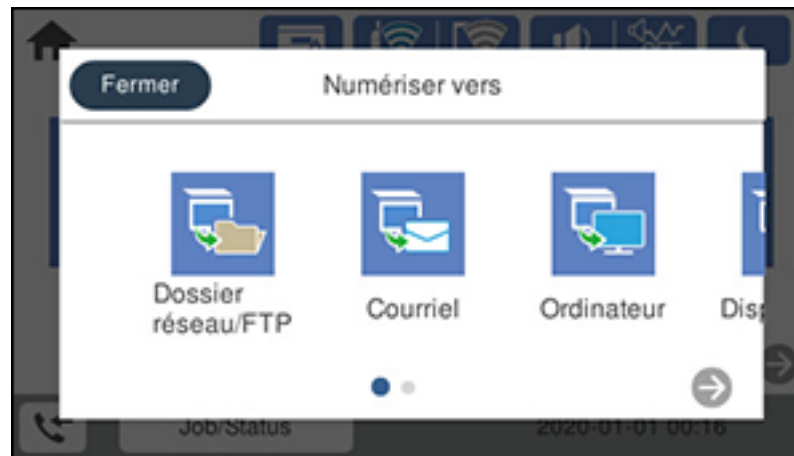 Fermer
Numériser vers
Dossier
réseau/FTP
Courriel
Ordinateur
Job/Status
2020-01-01 00:16